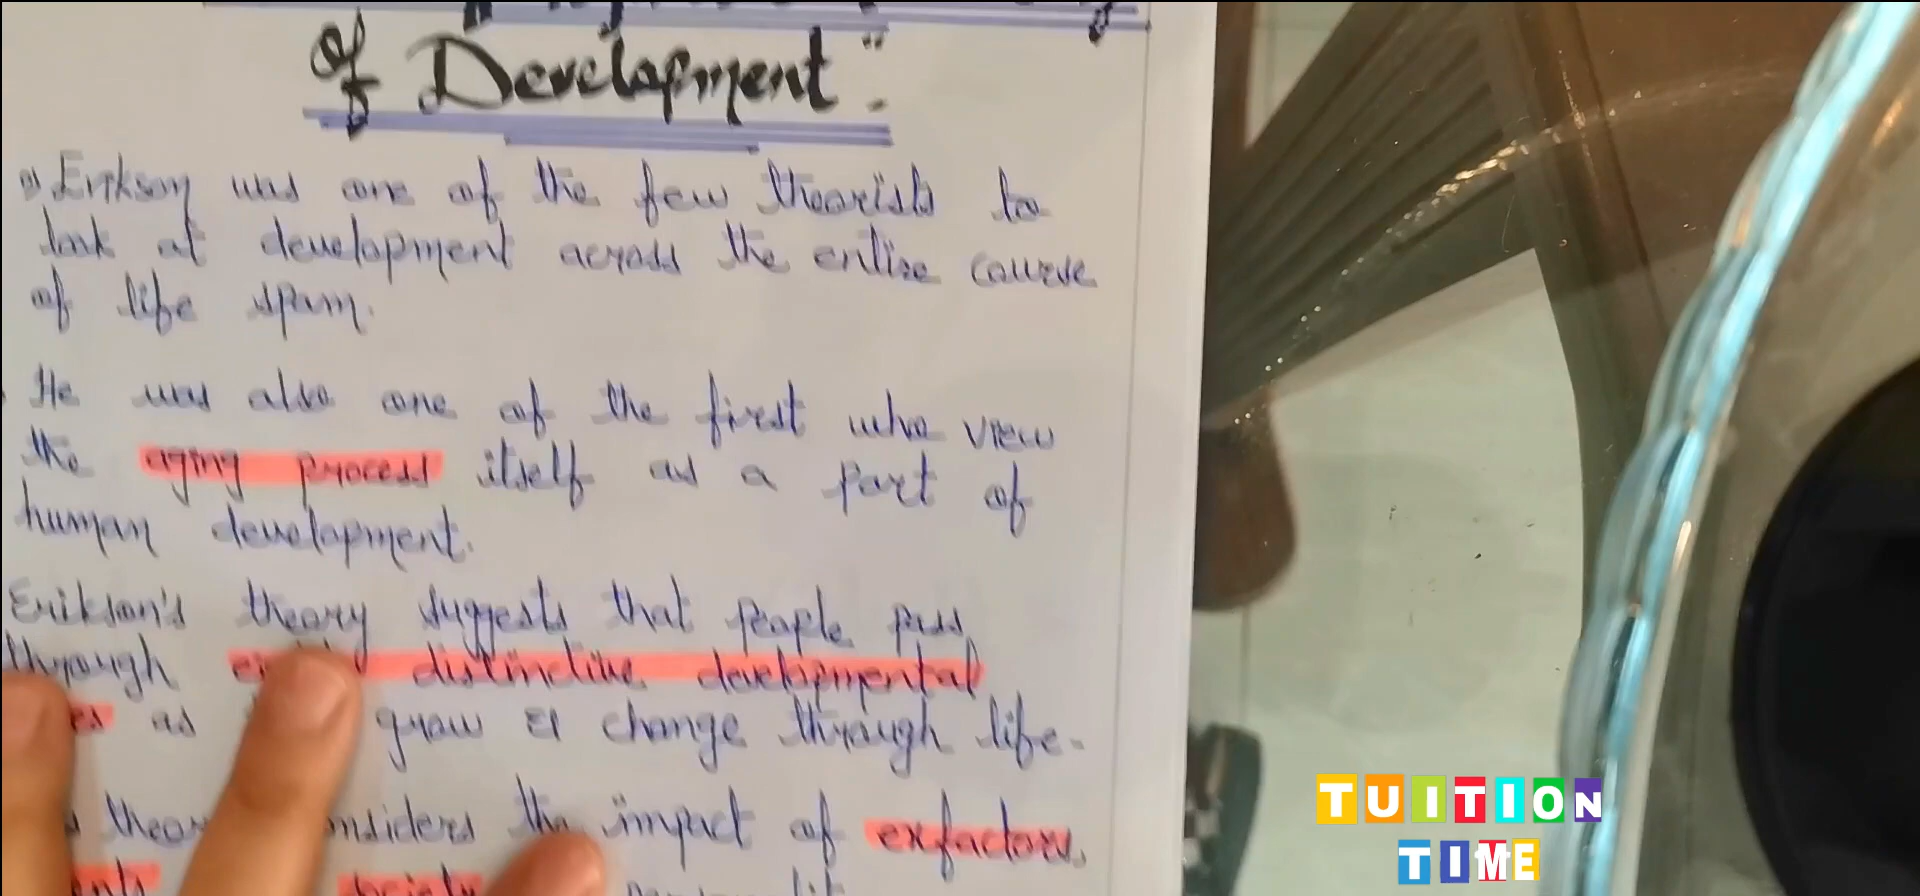 of Development".
Erikson was one of the few theorists to
look at development across the entire course
of life spam.
He was also one of the first who view
the aging process itself as a part of
human development.
Erikson's theory suggests that people pass
through distinctive developmental
as grow & change through life.
the impact of exfactors,
society
TUITION
TIME